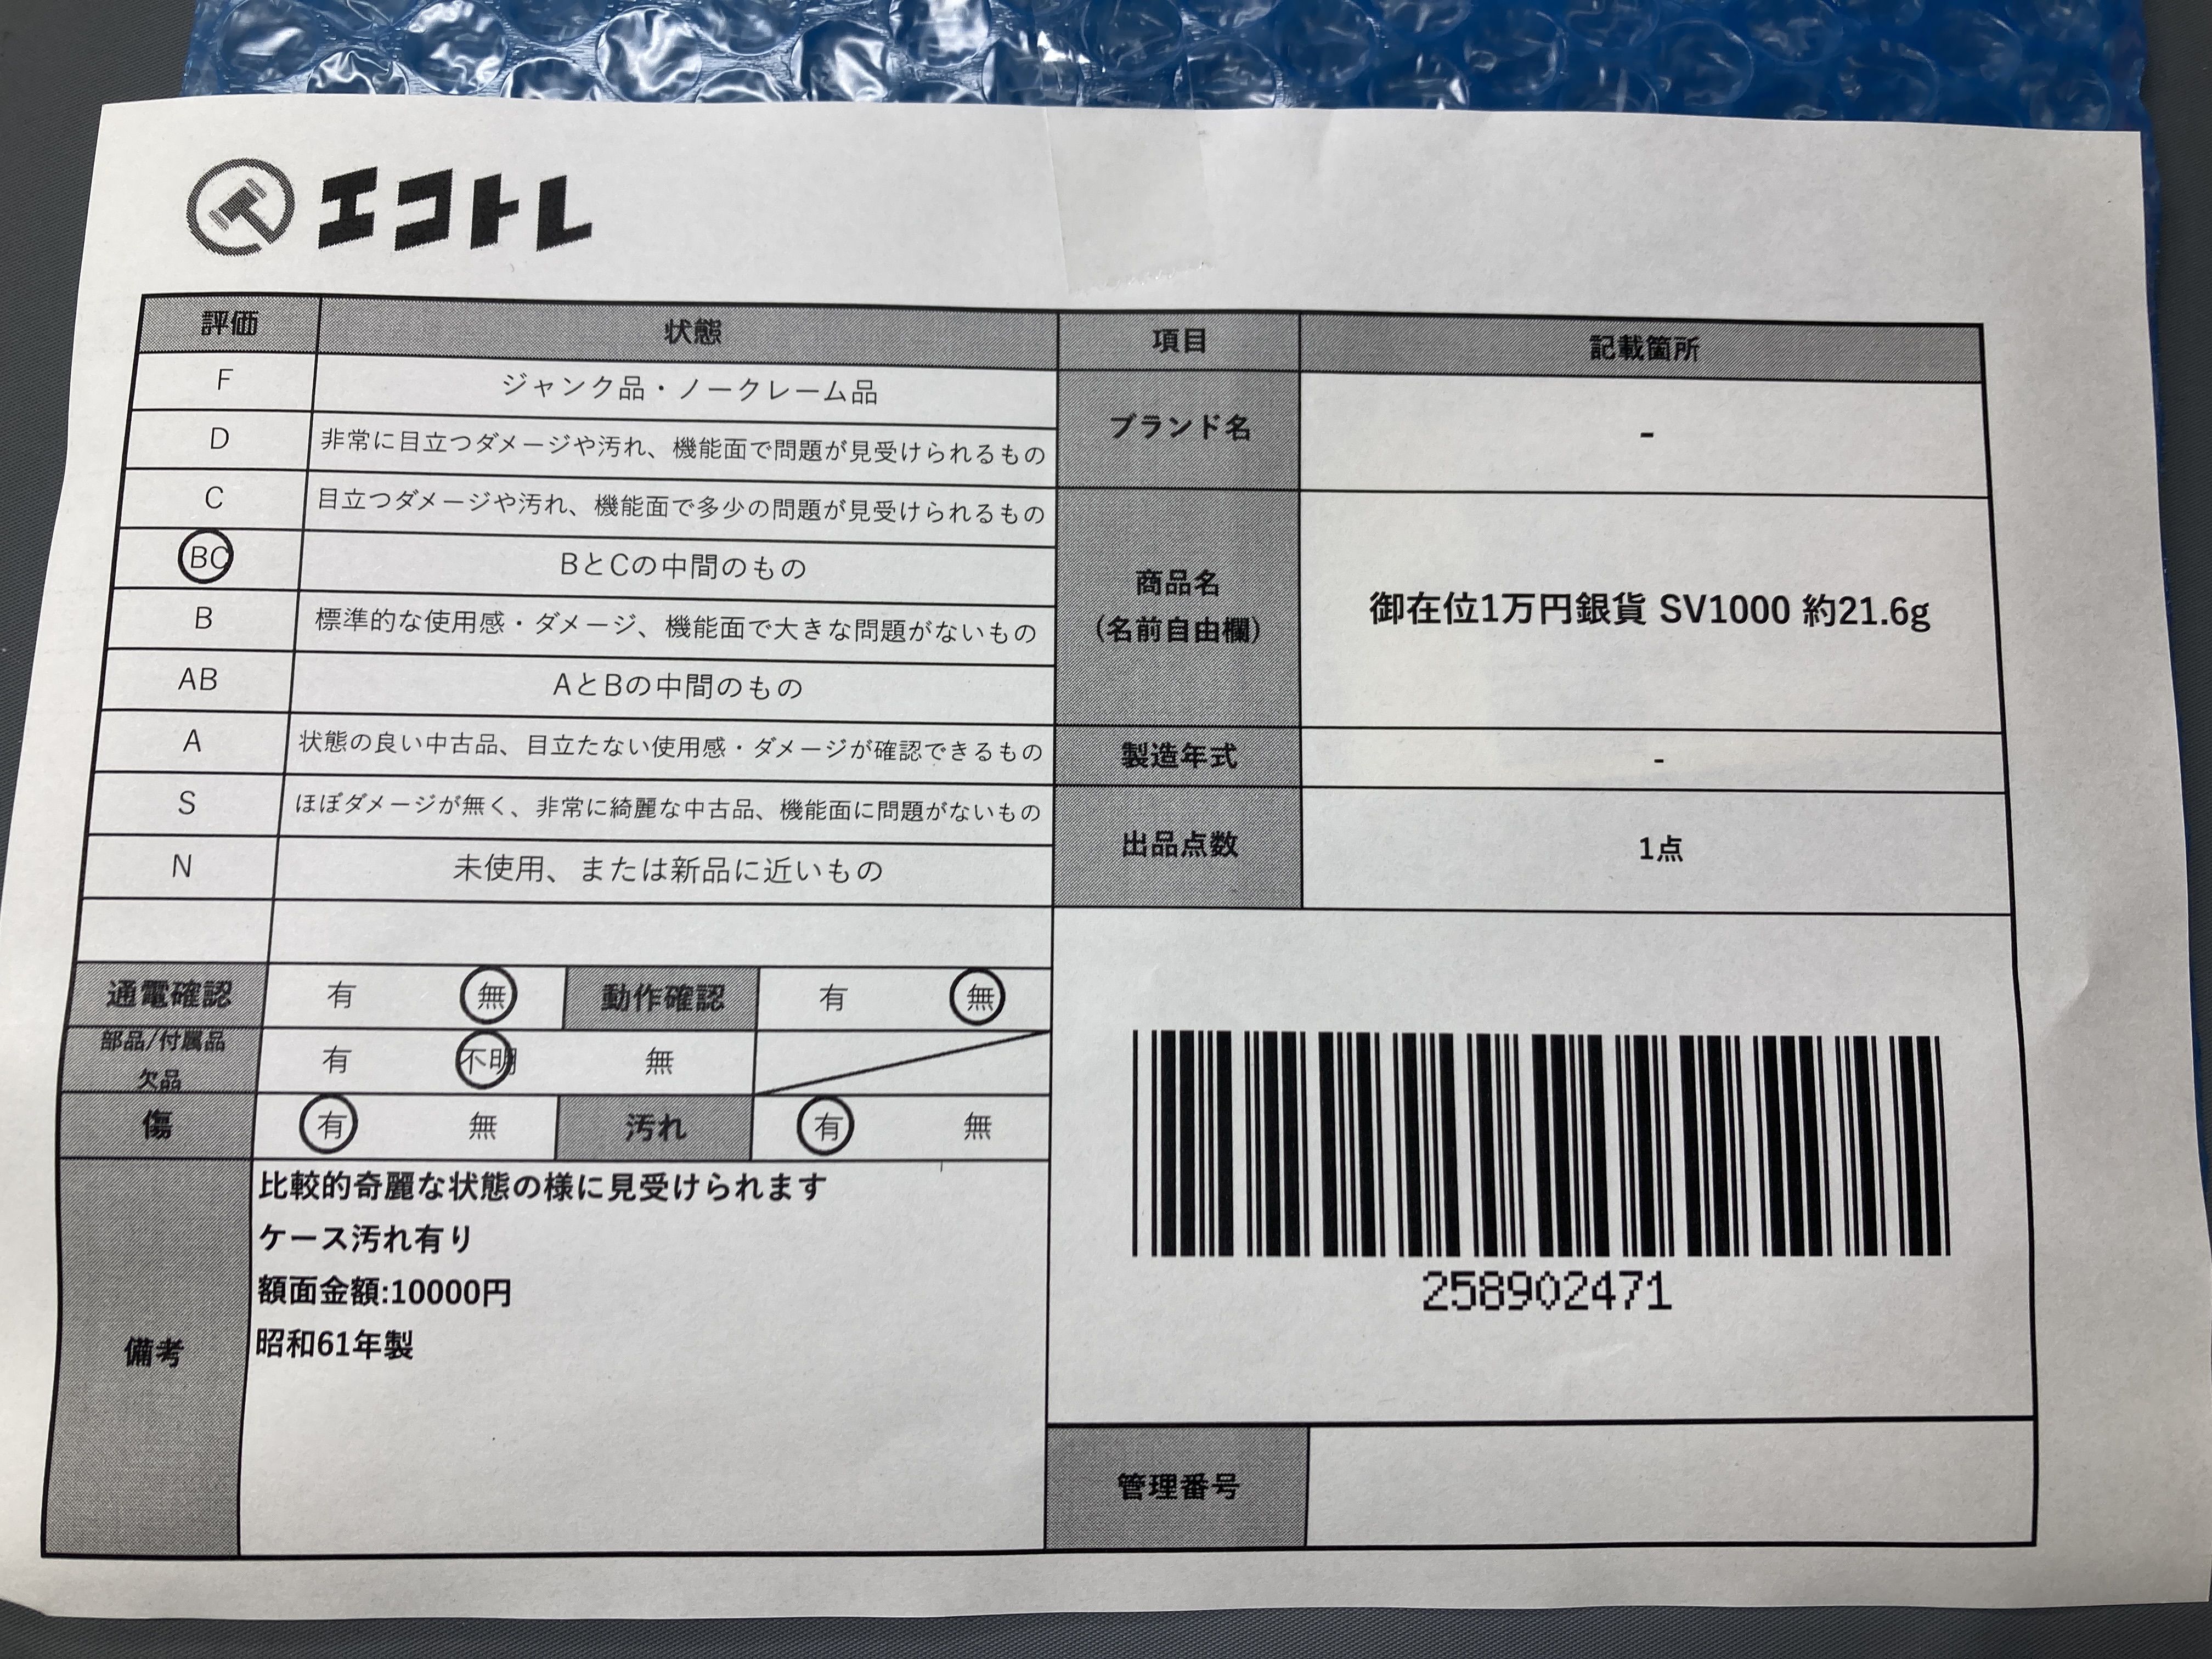 エコトレ
評価 状態
F ジャンク品・ノークレーム品
D 非常に目立つダメージや汚れ、機能面で問題が見受けられるもの
C 目立つダメージや汚れ、機能面で多少の問題が見受けられるもの
BC BとCの中間のもの
B 標準的な使用感・ダメージ、機能面で大きな問題がないもの
AB AとBの中間のもの
A 状態の良い中古品、目立たない使用感・ダメージが確認できるもの
S ほぼダメージが無く、非常に綺麗な中古品、機能面に問題がないもの
N 未使用、または新品に近いもの
通電確認 有 無 動作確認 有 無
部品/付属品
欠品 有 不明 無
傷 有 無 汚れ 有 無
備考
比較的奇麗な状態の様に見受けられます
ケース汚れ有り
額面金額:10000円
昭和61年製
項目 記載箇所
ブランド名 -
商品名
(名前自由欄)
御在位1万円銀貨 SV1000 約21.6g
製造年式 -
出品点数 1点
258902471
管理番号